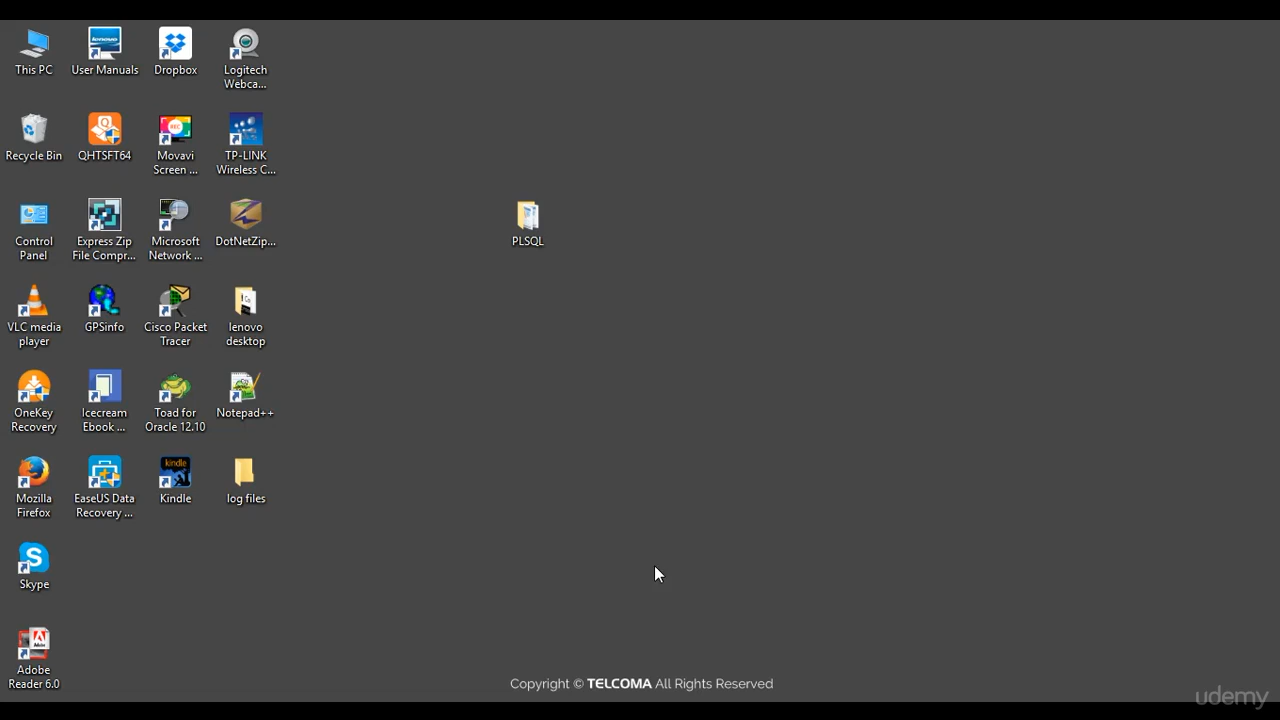 This PC
User Manuals
Dropbox
Logitech
Webca...
Recycle Bin
QHTSFT64
Movavi
Screen ...
TP-LINK
Wireless C...
Control
Panel
Express Zip
File Compr...
Microsoft
Network ...
DotNetZip...
PLSQL
VLC media
player
GPSinfo
Cisco Packet
Tracer
lenovo
desktop
OneKey
Recovery
Icecream
Ebook ...
Toad for
Oracle 12.10
Notepad++
Mozilla
Firefox
EaseUS Data
Recovery ...
kindle
Kindle
log files
Skype
Adobe
Reader 6.0
Copyright © TELCOMA All Rights Reserved
udemy